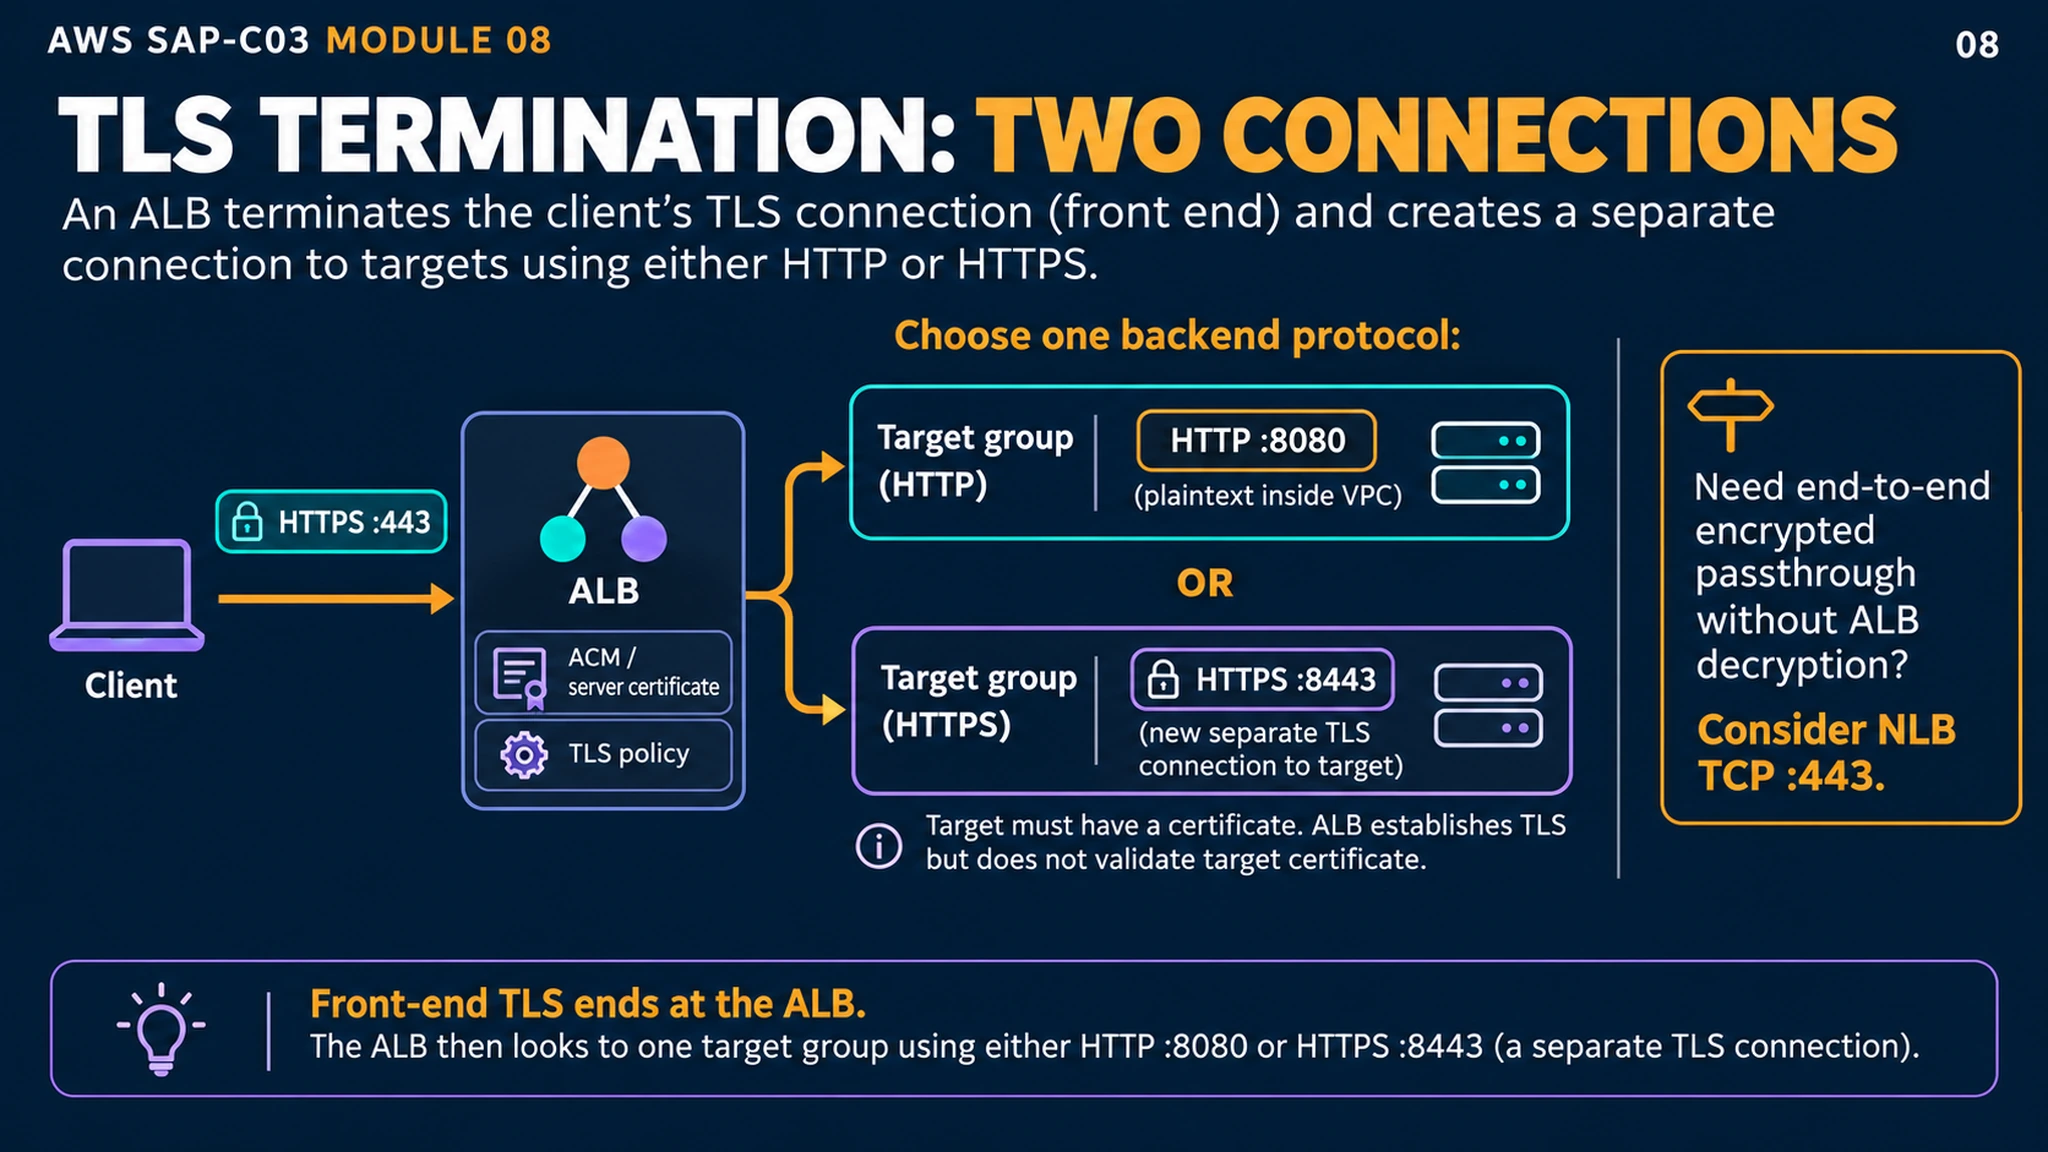 AWS SAP-C03 MODULE 08
08
TLS TERMINATION: TWO CONNECTIONS
An ALB terminates the client’s TLS connection (front end) and creates a separate
connection to targets using either HTTP or HTTPS.
Choose one backend protocol:
Client
HTTPS :443
ALB
ACM /
server certificate
TLS policy
Target group
(HTTP)
HTTP :8080
(plaintext inside VPC)
OR
Target group
(HTTPS)
HTTPS :8443
(new separate TLS
connection to target)
Target must have a certificate. ALB establishes TLS
but does not validate target certificate.
Need end-to-end
encrypted
passthrough
without ALB
decryption?
Consider NLB
TCP :443.
Front-end TLS ends at the ALB.
The ALB then looks to one target group using either HTTP :8080 or HTTPS :8443 (a separate TLS connection).